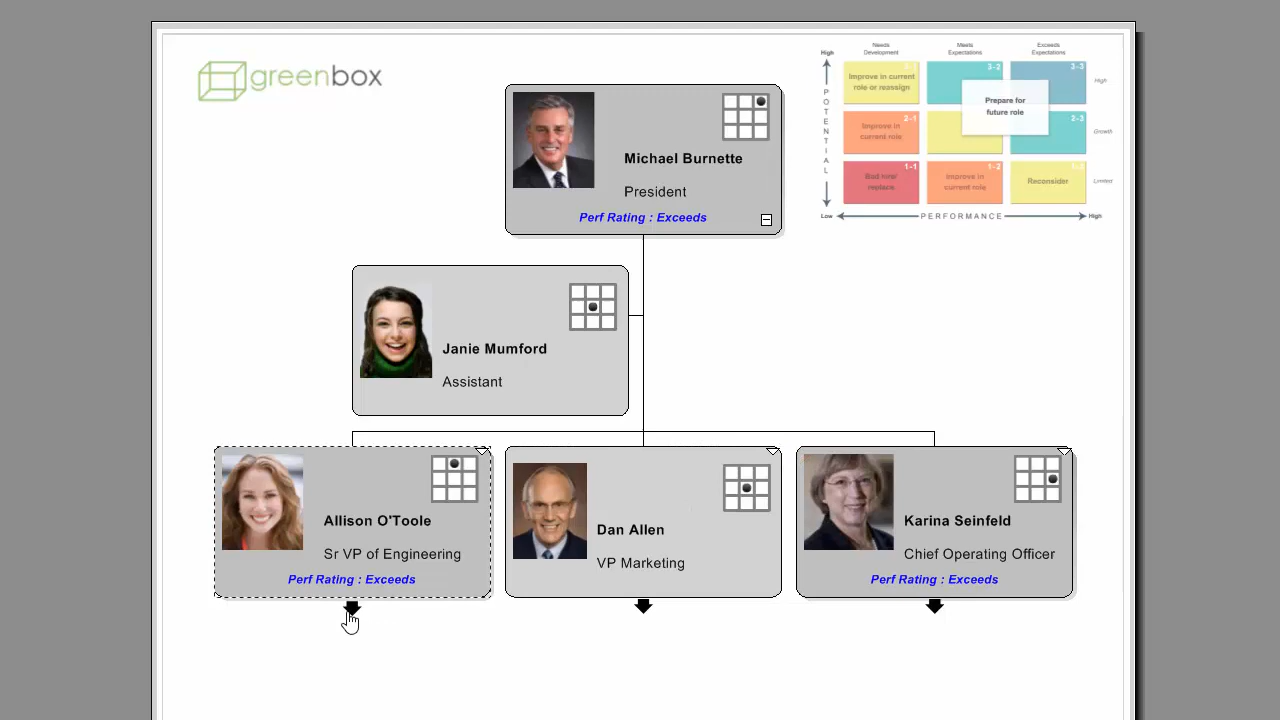 greenbox
Michael Burnette
President
Perf Rating : Exceeds
Needs
Development
Meets
Expectations
Exceeds
Expectations
High
POTENTIAL
Low
Improve in current
role or reassign
3-2
3-3
High
Prepare for
future role
Improve in
current role
2-1
2-3
Growth
Bad hire/
replace
1-1
Improve in
current role
1-2
Reconsider
Limited
PERFORMANCE
High
Janie Mumford
Assistant
Allison O'Toole
Sr VP of Engineering
Perf Rating : Exceeds
Dan Allen
VP Marketing
Karina Seinfeld
Chief Operating Officer
Perf Rating : Exceeds